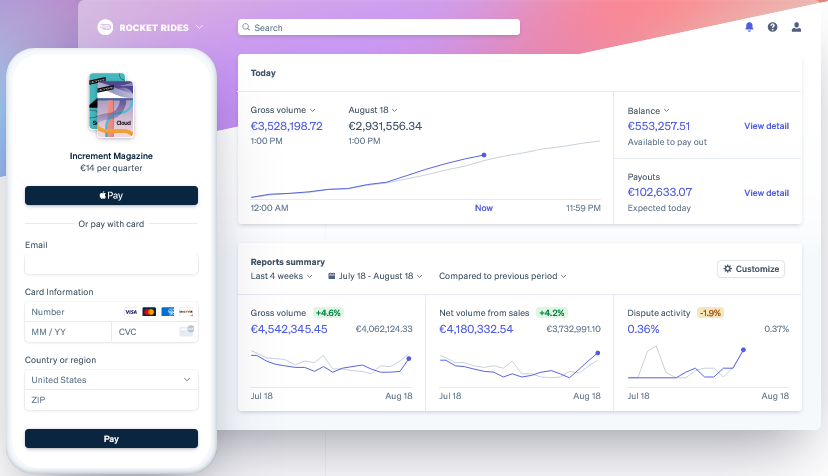 ROCKET RIDES
Search
Cloud
Increment Magazine
€14 per quarter
Pay
Or pay with card
Email
Card Information
Number
VISA
MM / YY
CVC
Country or region
United States
ZIP
Pay
Today
Gross volume
€3,528,198.72
1:00 PM
August 18
€2,931,556.34
1:00 PM
12:00 AM
Now
11:59 PM
Balance
€553,257.51
View detail
Available to pay out
Payouts
€102,633.07
View detail
Expected today
Reports summary
Last 4 weeks
July 18 - August 18
Compared to previous period
Customize
Gross volume +4.6%
€4,542,345.45
€4,062,124.33
Jul 18
Aug 18
Net volume from sales +4.2%
€4,180,332.54
€3,732,991.10
Jul 18
Aug 18
Dispute activity -1.9%
0.36%
0.37%
Jul 18
Aug 18